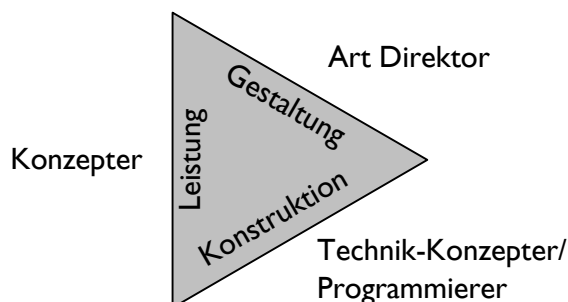 Art Direktor
Gestaltung
Konzepter
Leistung
Konstruktion
Technik-Konzepter/
Programmierer